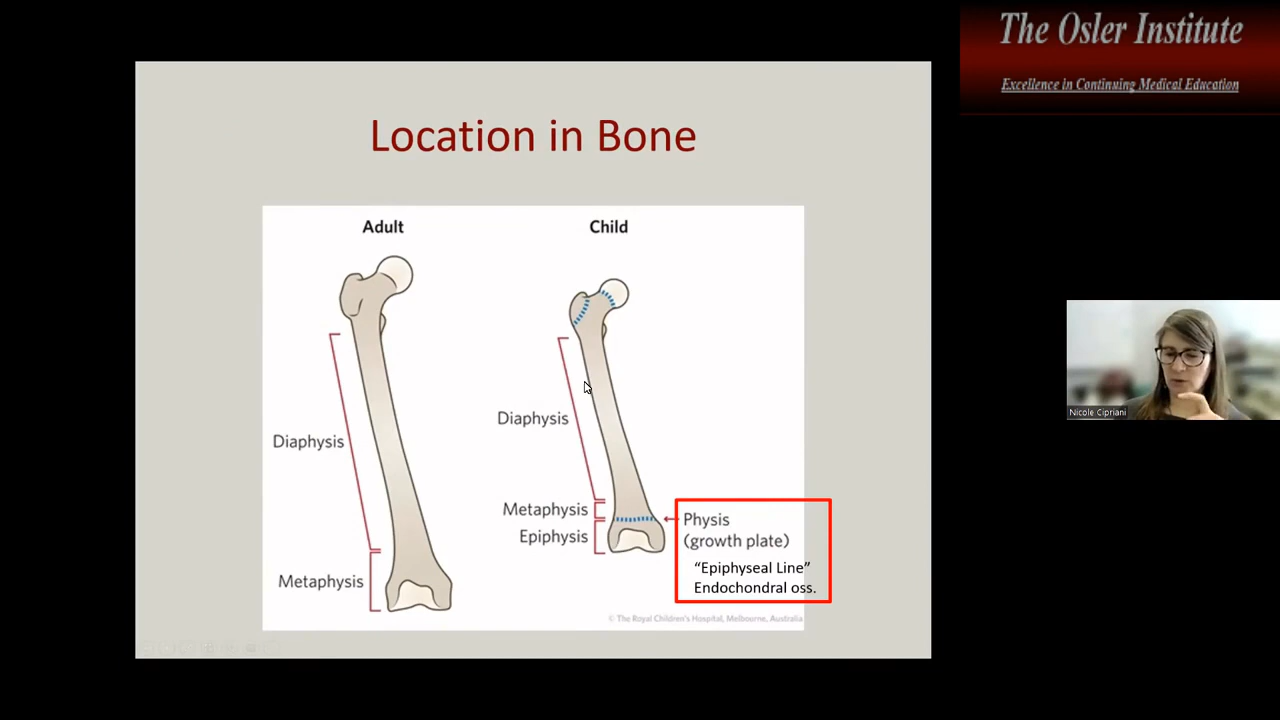 The Osler Institute
Excellence in Continuing Medical Education
Location in Bone
Adult
Child
Diaphysis
Metaphysis
Diaphysis
Metaphysis
Epiphysis
Physis
(growth plate)
“Epiphyseal Line”
Endochondral oss.
© The Royal Children's Hospital, Melbourne, Australia
Nicole Cipriani